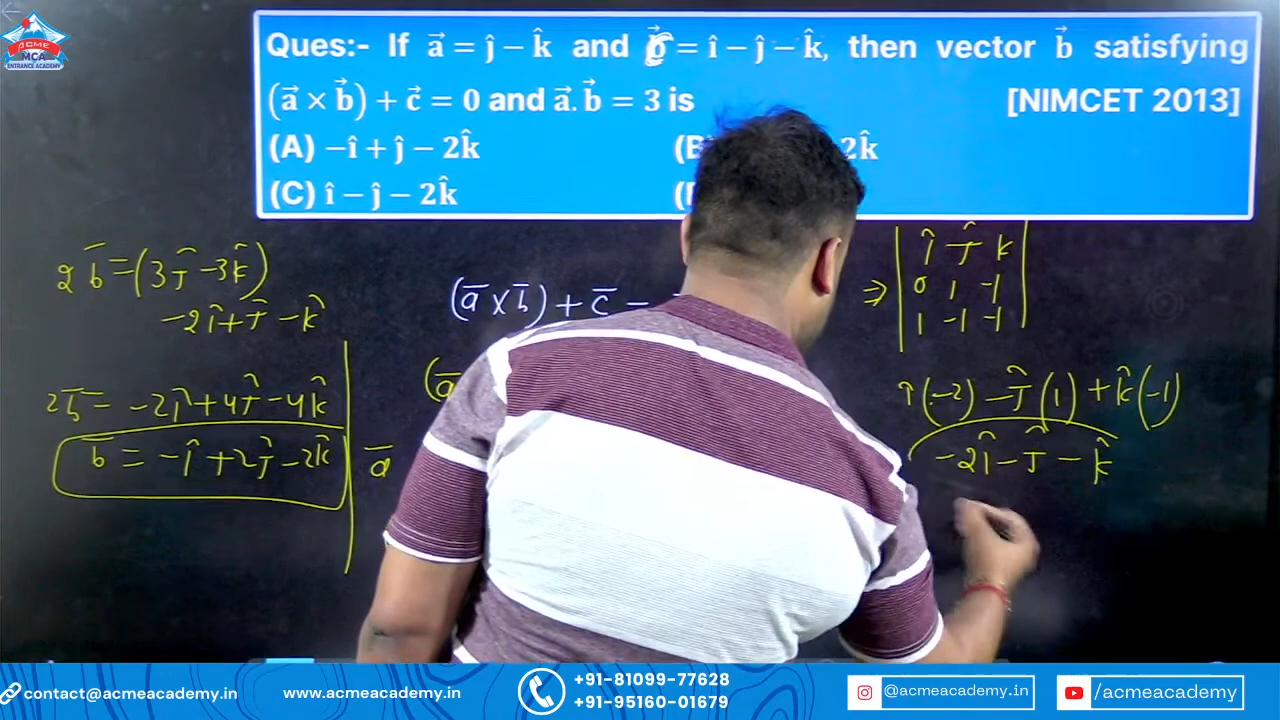 ACME
MCA
ENTRANCE ACADEMY
Ques:- If a⃗ = ĵ − k̂ and c⃗ = î − ĵ − k̂, then vector b⃗ satisfying
(a⃗ × b⃗) + c⃗ = 0 and a⃗. b⃗ = 3 is [NIMCET 2013]
(A) −î + ĵ − 2k̂ (B 2k̂
(C) î − ĵ − 2k̂
2b̅ = (3ĵ − 3k̂)
−2î + ĵ − k̂
2b̅ = −2î + 4ĵ − 4k̂
b̅ = −î + 2ĵ − 2k̂
(a̅ × b̅) + c̅ =
(a̅
a̅
⇒ | î ĵ k |
| 0 1 −1 |
| 1 −1 −1 |
î(−2) − ĵ(1) + k̂(−1)
−2î − ĵ − k̂
contact@acmeacademy.in
www.acmeacademy.in
+91-81099-77628
+91-95160-01679
@acmeacademy.in
/acmeacademy